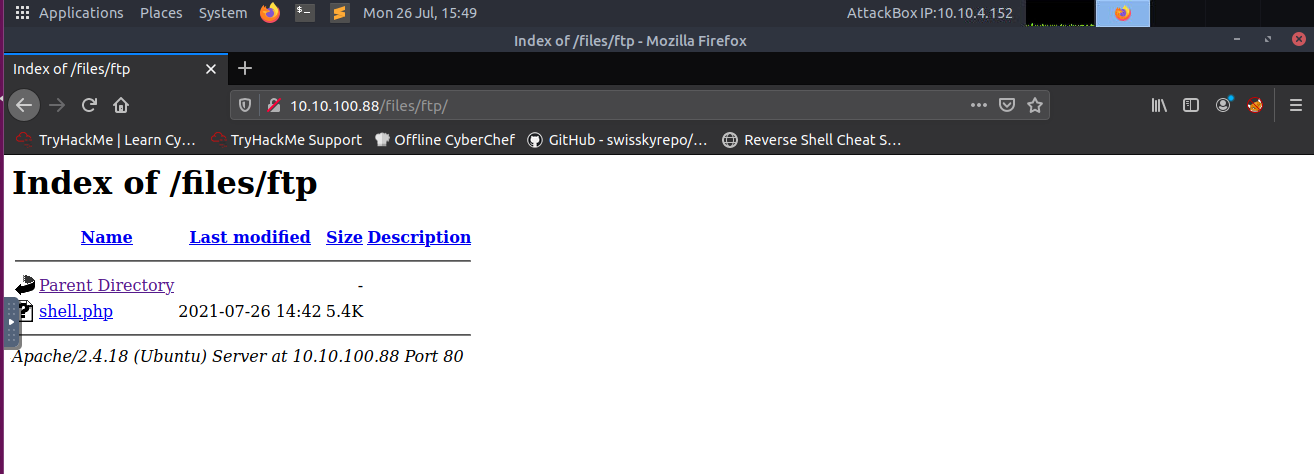 Applications Places System Mon 26 Jul, 15:49 AttackBox IP:10.10.4.152
Index of /files/ftp - Mozilla Firefox
Index of /files/ftp
10.10.100.88/files/ftp/
TryHackMe | Learn Cy… TryHackMe Support Offline CyberChef GitHub - swisskyrepo/… Reverse Shell Cheat S…
Index of /files/ftp
Name Last modified Size Description
Parent Directory -
shell.php 2021-07-26 14:42 5.4K
Apache/2.4.18 (Ubuntu) Server at 10.10.100.88 Port 80